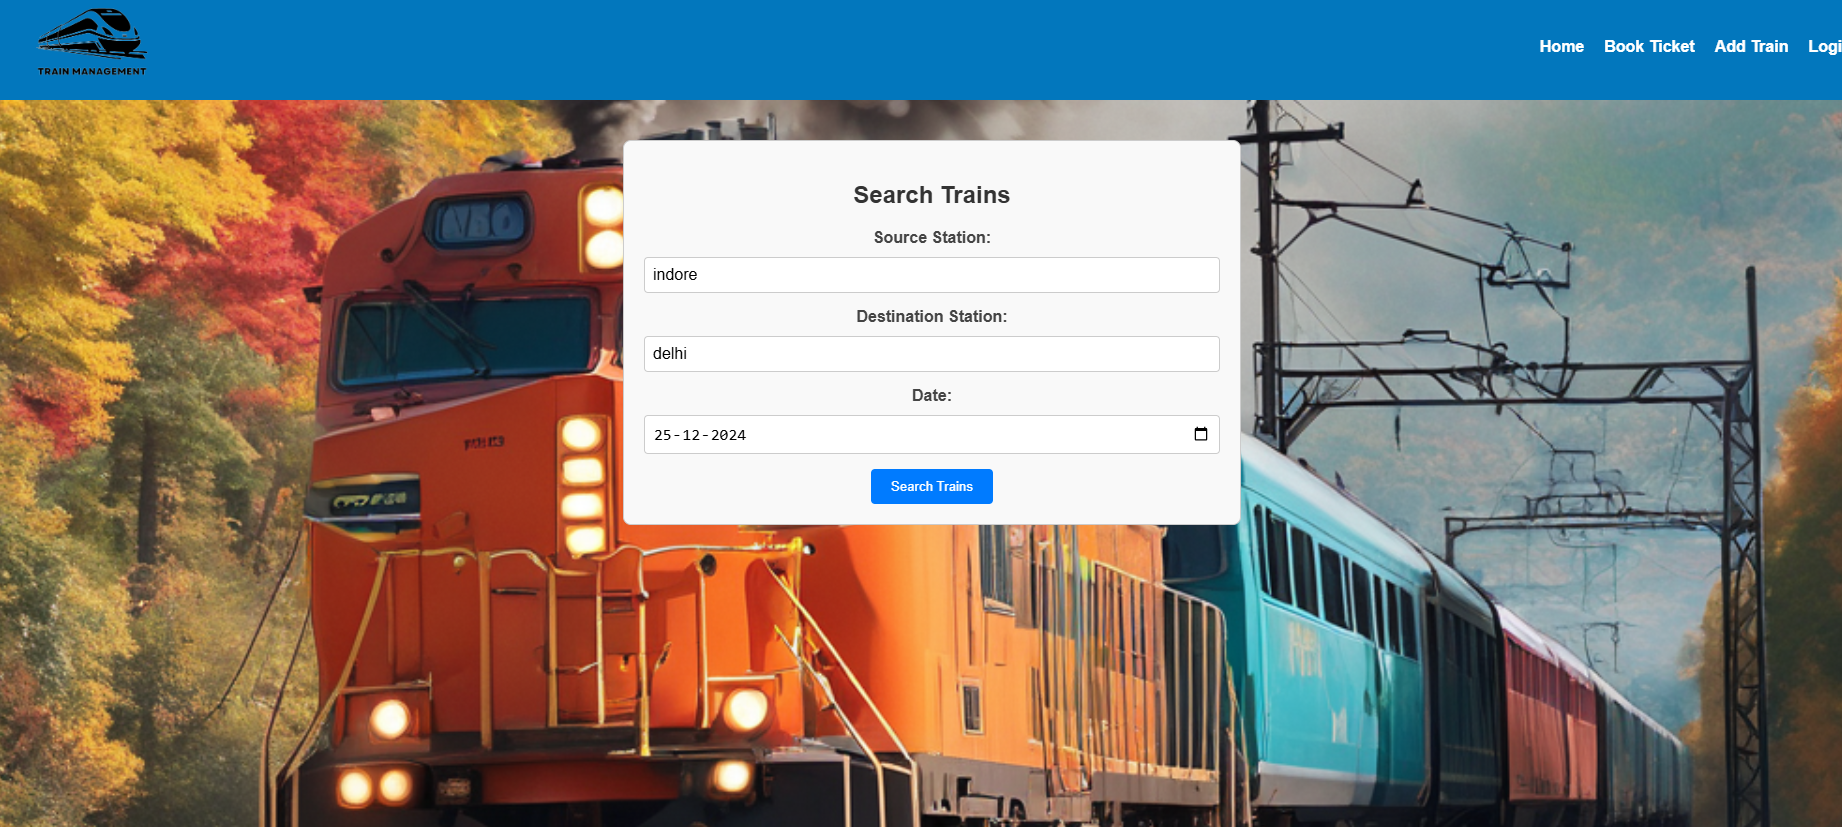 TRAIN MANAGEMENT
Home Book Ticket Add Train Logi
Search Trains
Source Station:
indore
Destination Station:
delhi
Date:
25-12-2024
Search Trains